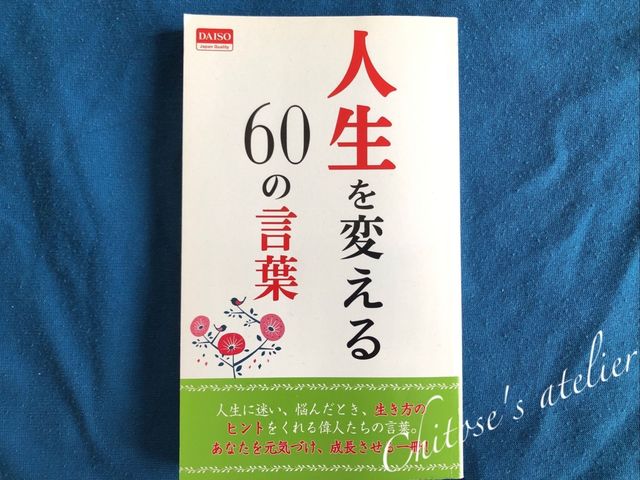 DAISO
Japan Quality
人生を変える
60の言葉
人生に迷い、悩んだとき、生き方の
ヒントをくれる偉人たちの言葉。
あなたを元気づけ、成長させる一冊!
Chitose's atelier